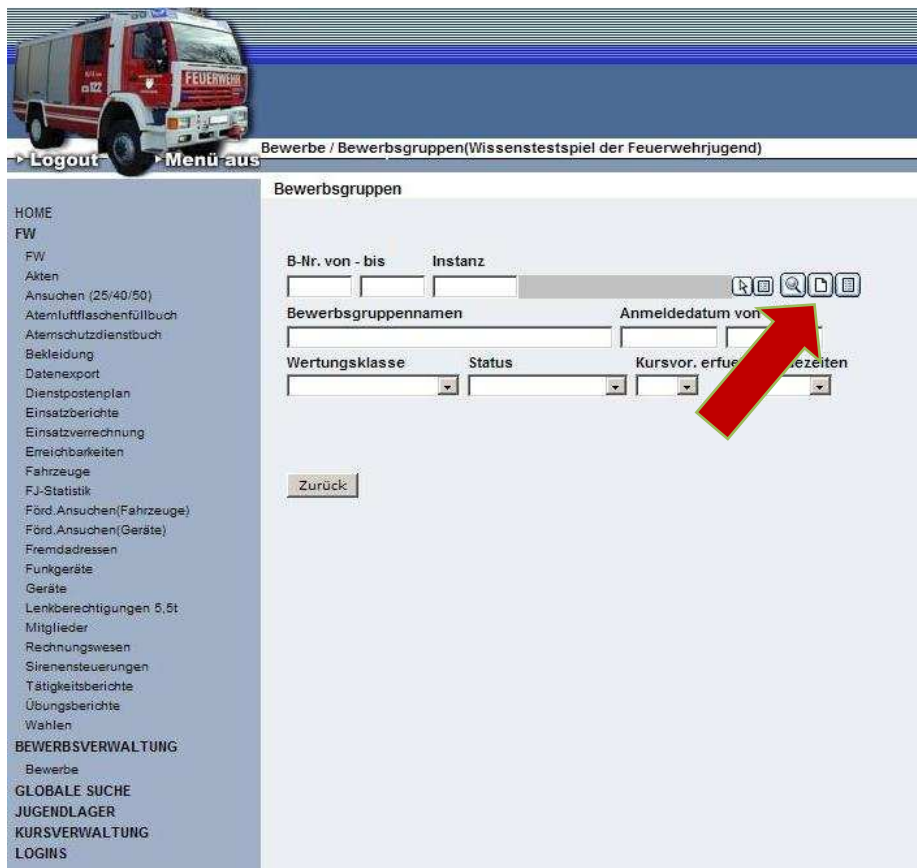 FEUERWEHR
122
Logout
Menü aus
Bewerbe / Bewerbsgruppen(Wissenstestspiel der Feuerwehrjugend)
Bewerbsgruppen
HOME
FW
FW
Akten
Ansuchen (25/40/50)
Atemluftflaschenfüllbuch
Atemschutzdienstbuch
Bekleidung
Datenexport
Dienstpostenplan
Einsatzberichte
Einsatzverrechnung
Erreichbarkeiten
Fahrzeuge
FJ-Statistik
Förd.Ansuchen(Fahrzeuge)
Förd.Ansuchen(Geräte)
Fremdadressen
Funkgeräte
Geräte
Lenkberechtigungen 5,5t
Mitglieder
Rechnungswesen
Sirenensteuerungen
Tätigkeitsberichte
Übungsberichte
Wahlen
BEWERBSVERWALTUNG
Bewerbe
GLOBALE SUCHE
JUGENDLAGER
KURSVERWALTUNG
LOGINS
B-Nr. von - bis Instanz
Bewerbsgruppennamen Anmeldedatum von
Wertungsklasse Status Kursvor.
Zurück